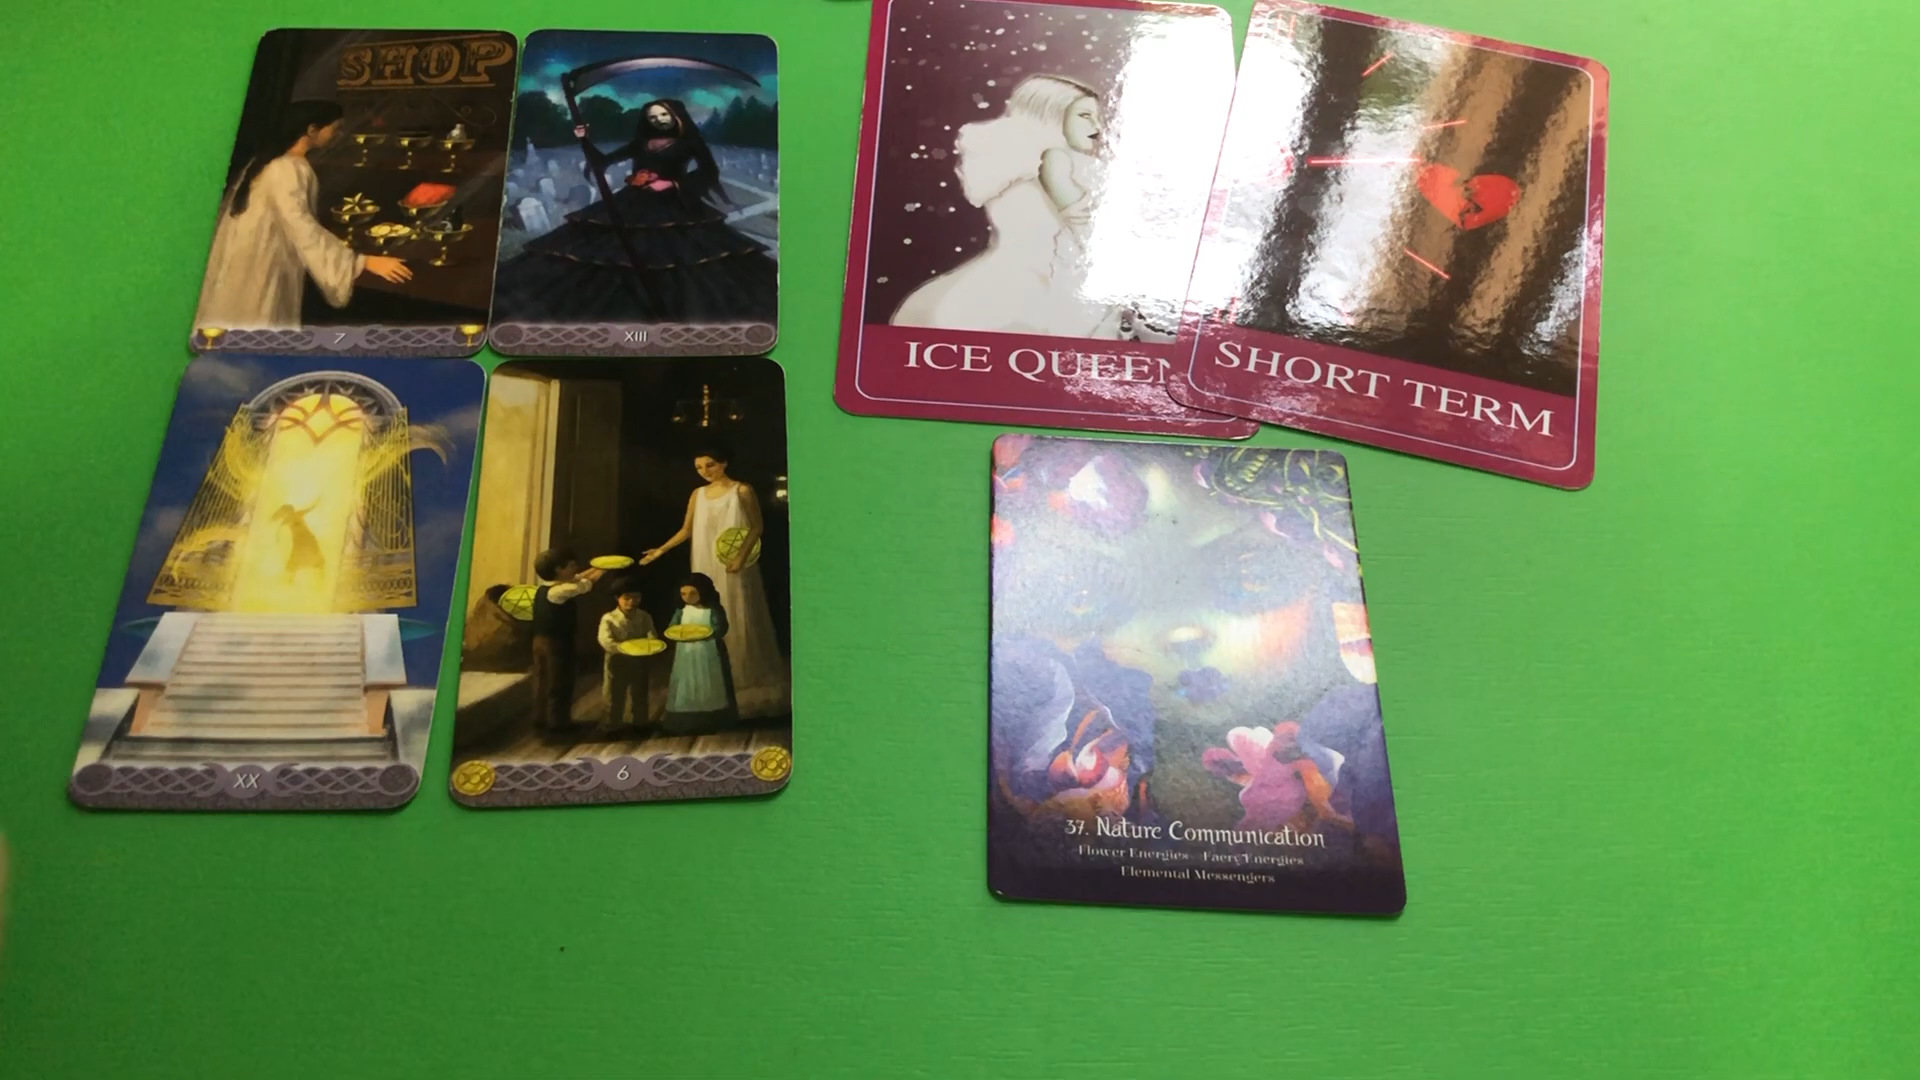 SHOP
7
XIII
XX
6
ICE QUEEN
SHORT TERM
37. Nature Communication
Flower Energies Faery Energies
Elemental Messengers